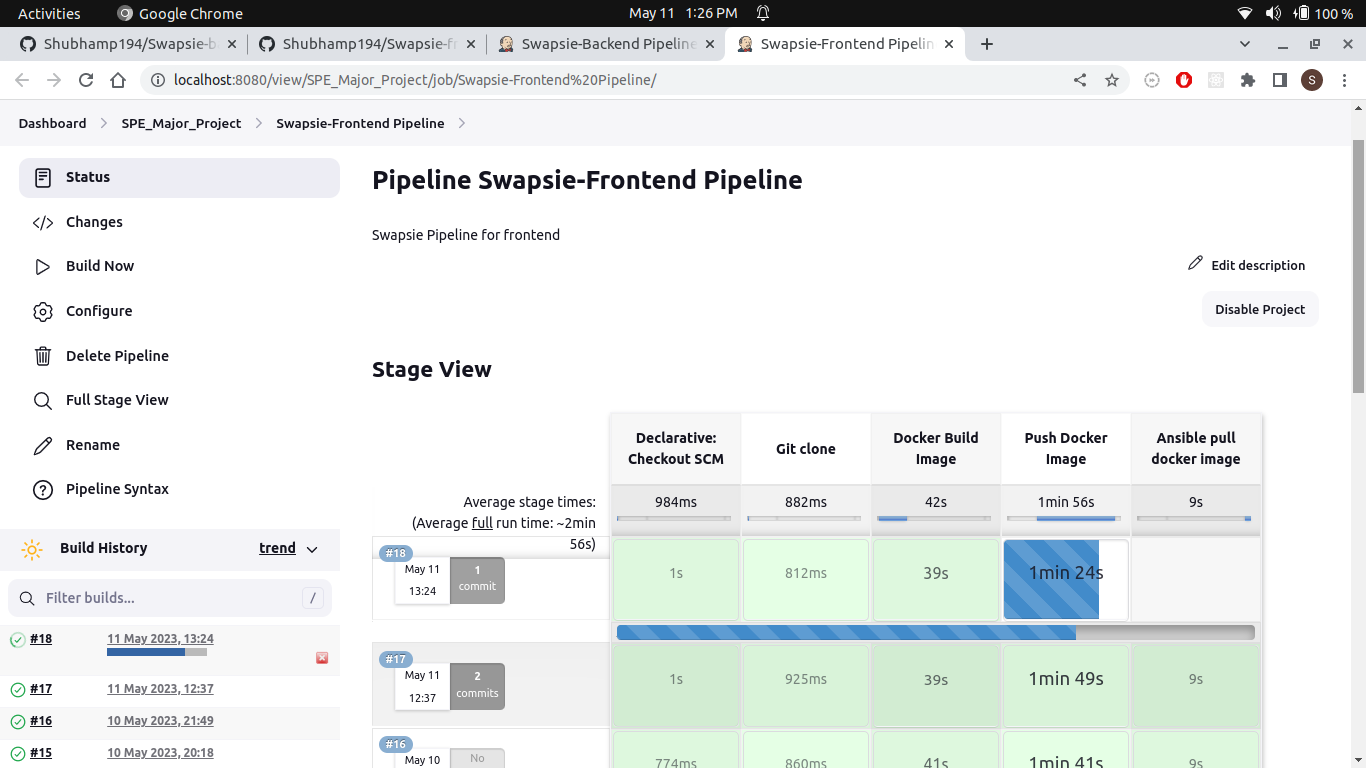 Activities
Google Chrome
May 11 1:26 PM
100 %
Shubhamp194/Swapsie-b
Shubhamp194/Swapsie-fr
Swapsie-Backend Pipeline
Swapsie-Frontend Pipelin
localhost:8080/view/SPE_Major_Project/job/Swapsie-Frontend%20Pipeline/
S
Dashboard
SPE_Major_Project
Swapsie-Frontend Pipeline
Status
Changes
Build Now
Configure
Delete Pipeline
Full Stage View
Rename
Pipeline Syntax
Build History
trend
Filter builds...
/
#18
11 May 2023, 13:24
#17
11 May 2023, 12:37
#16
10 May 2023, 21:49
#15
10 May 2023, 20:18
Pipeline Swapsie-Frontend Pipeline
Swapsie Pipeline for frontend
Edit description
Disable Project
Stage View
Declarative:
Checkout SCM
Git clone
Docker Build
Image
Push Docker
Image
Ansible pull
docker image
Average stage times:
(Average full run time: ~2min
56s)
984ms
882ms
42s
1min 56s
9s
#18
May 11
13:24
1
commit
1s
812ms
39s
1min 24s
#17
May 11
12:37
2
commits
1s
925ms
39s
1min 49s
9s
#16
May 10
No
774ms
860ms
41s
1min 41s
9s